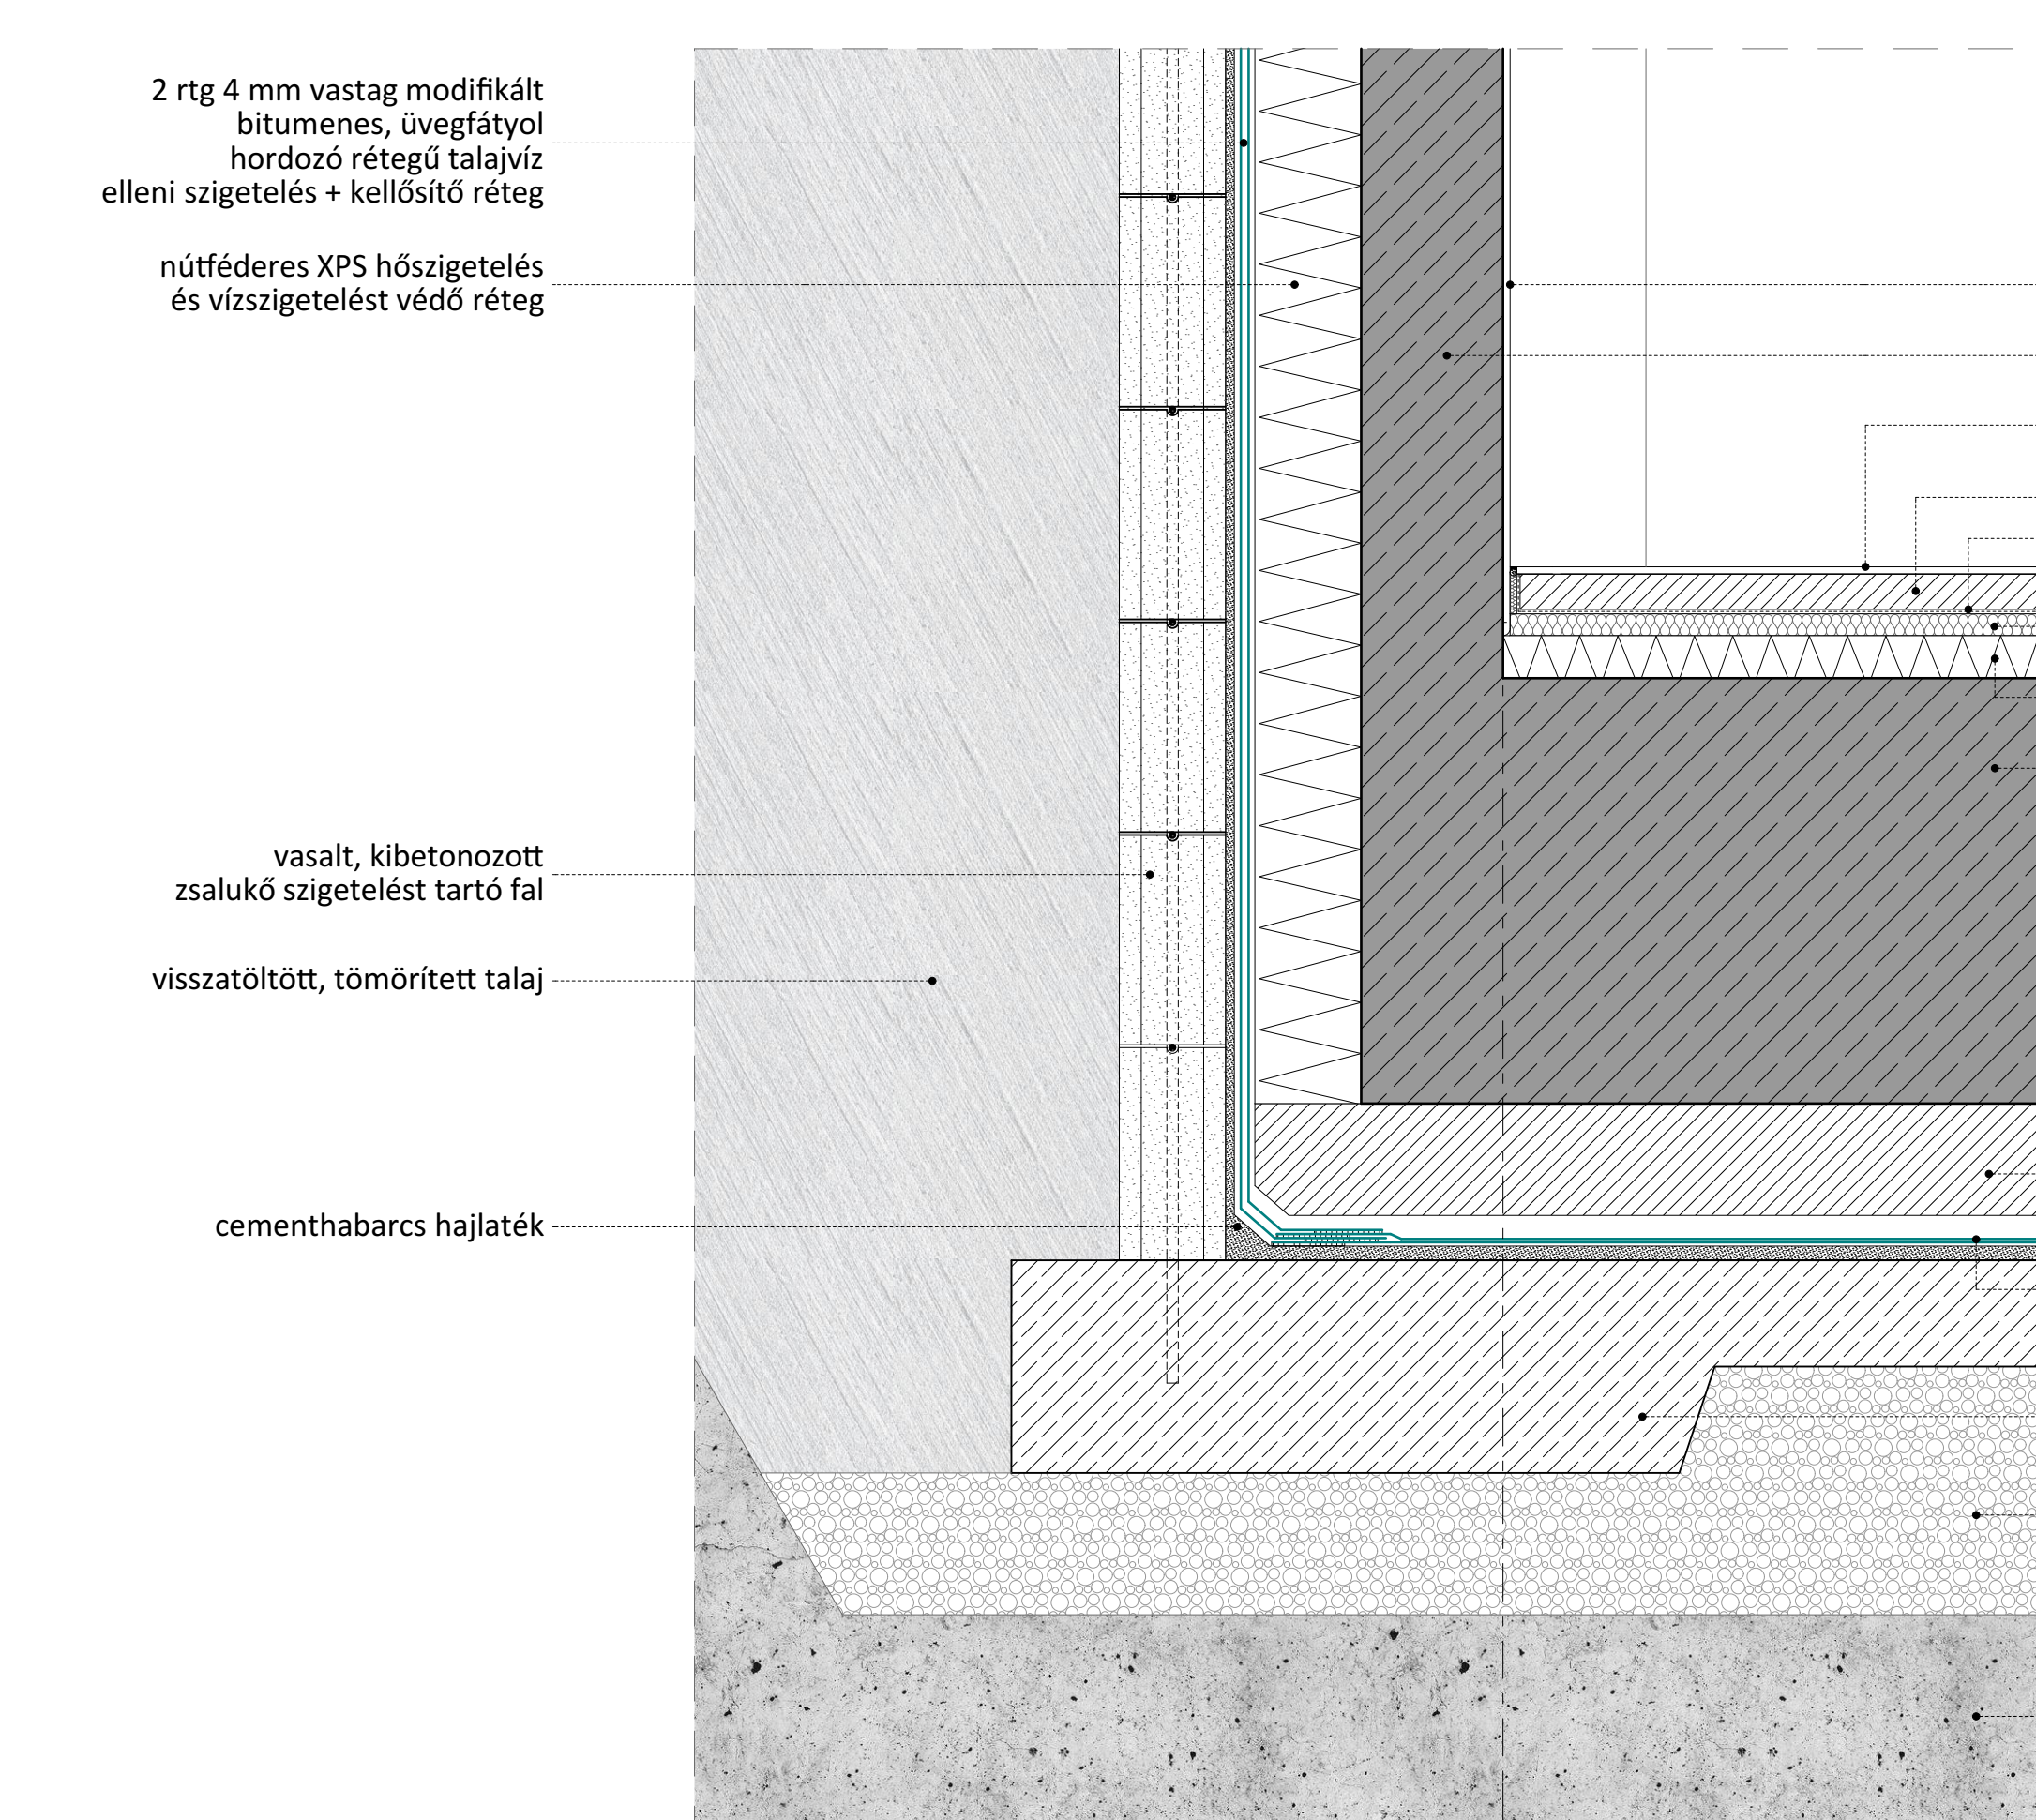 2 rtg 4 mm vastag modifikált
bitumenes, üvegfátyol
hordozó rétegű talajvíz
elleni szigetelés + kellősítő réteg
nútféderes XPS hőszigetelés
és vízszigetelést védő réteg
vasalt, kibetonozott
zsalukő szigetelést tartó fal
visszatöltött, tömörített talaj
cementhabarcs hajlaték